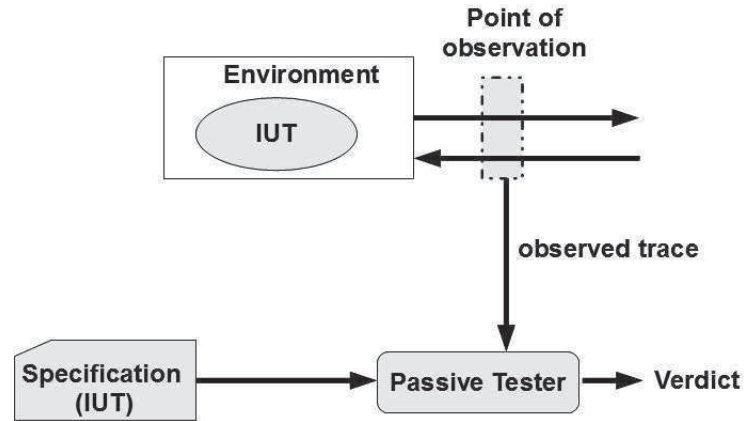 Point of
observation
Environment
IUT
observed trace
Specification
(IUT)
Passive Tester
Verdict